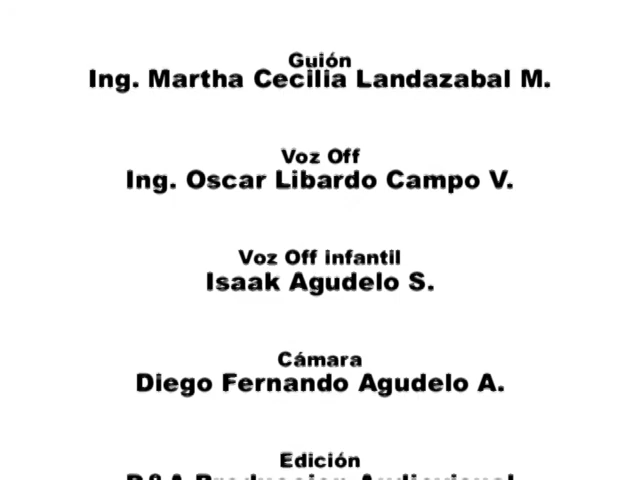 Guión
Ing. Martha Cecilia Landazabal M.
Voz Off
Ing. Oscar Libardo Campo V.
Voz Off infantil
Isaak Agudelo S.
Cámara
Diego Fernando Agudelo A.
Edición